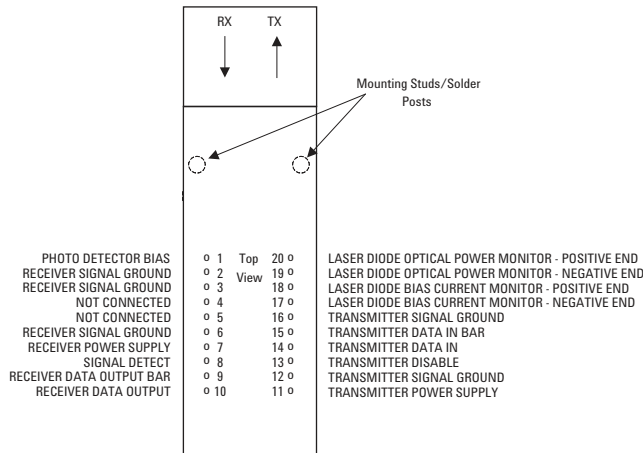 RX TX
Mounting Studs/Solder
Posts
PHOTO DETECTOR BIAS o 1 Top 20 o LASER DIODE OPTICAL POWER MONITOR - POSITIVE END
RECEIVER SIGNAL GROUND o 2 View 19 o LASER DIODE OPTICAL POWER MONITOR - NEGATIVE END
RECEIVER SIGNAL GROUND o 3 18 o LASER DIODE BIAS CURRENT MONITOR - POSITIVE END
NOT CONNECTED o 4 17 o LASER DIODE BIAS CURRENT MONITOR - NEGATIVE END
NOT CONNECTED o 5 16 o TRANSMITTER SIGNAL GROUND
RECEIVER SIGNAL GROUND o 6 15 o TRANSMITTER DATA IN BAR
RECEIVER POWER SUPPLY o 7 14 o TRANSMITTER DATA IN
SIGNAL DETECT o 8 13 o TRANSMITTER DISABLE
RECEIVER DATA OUTPUT BAR o 9 12 o TRANSMITTER SIGNAL GROUND
RECEIVER DATA OUTPUT o 10 11 o TRANSMITTER POWER SUPPLY